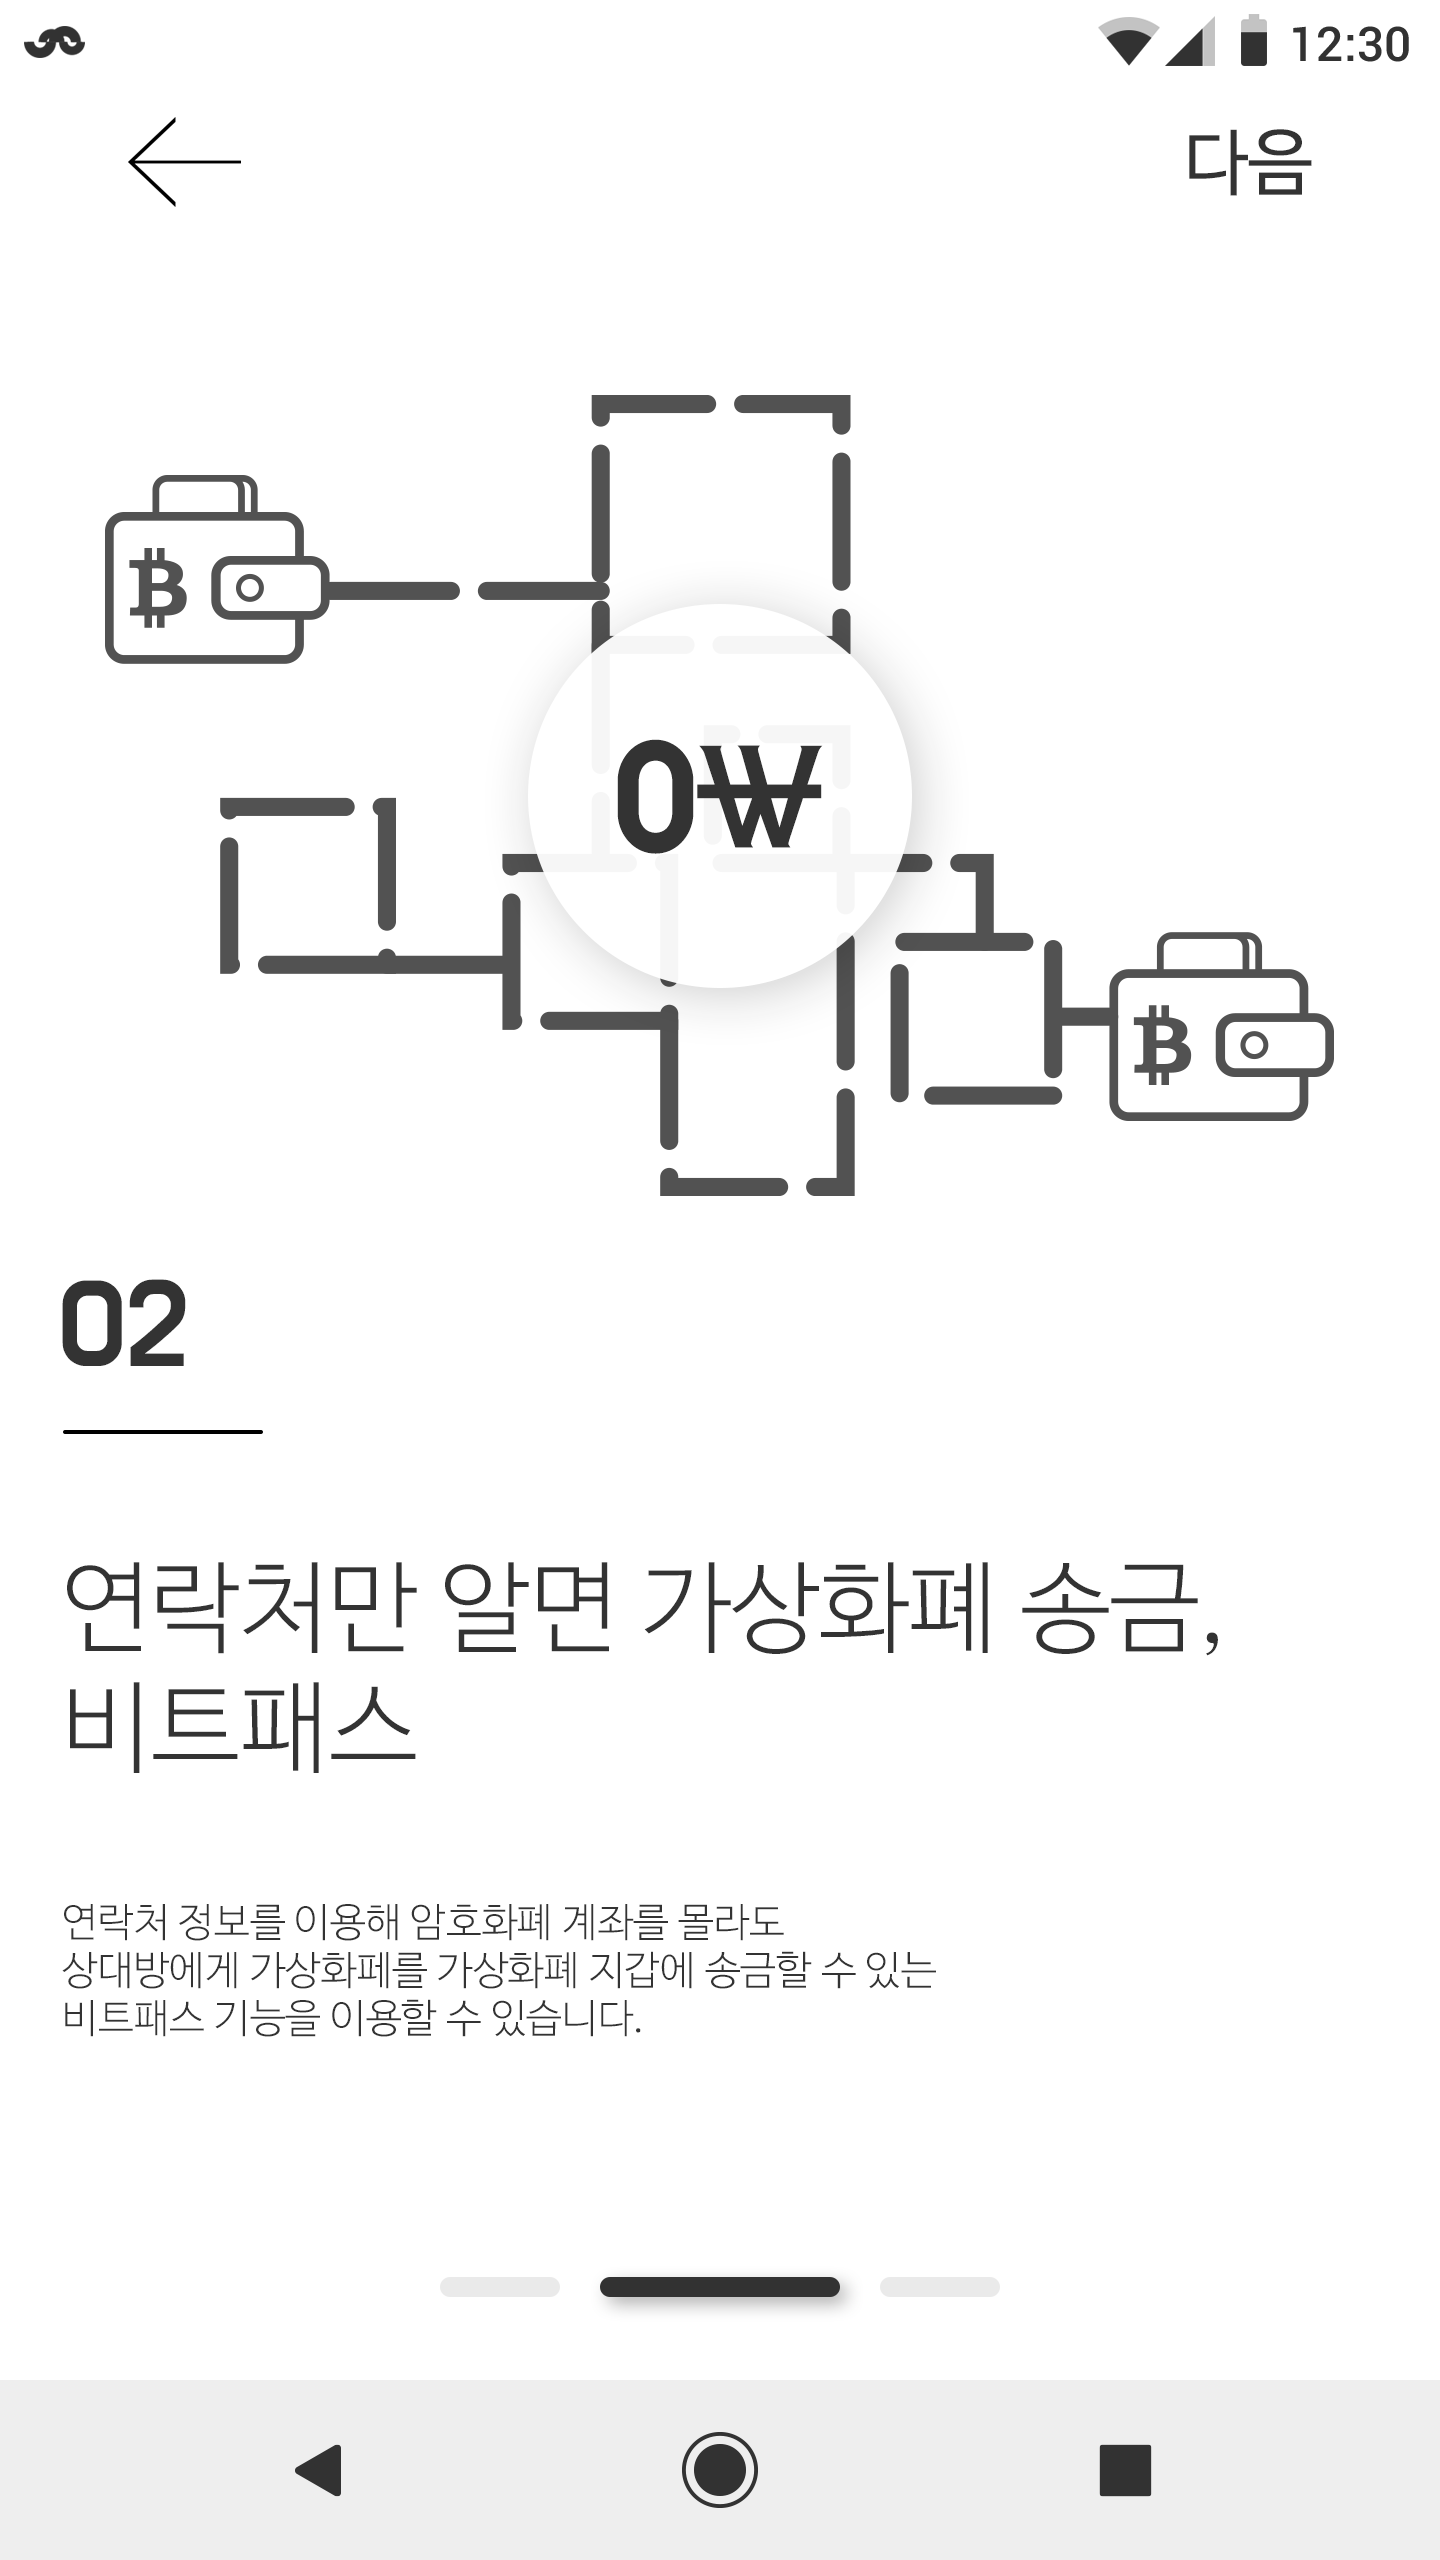 12:30
다음
0₩
02
연락처만 알면 가상화폐 송금,
비트패스
연락처 정보를 이용해 암호화폐 계좌를 몰라도
상대방에게 가상화페를 가상화폐 지갑에 송금할 수 있는
비트패스 기능을 이용할 수 있습니다.